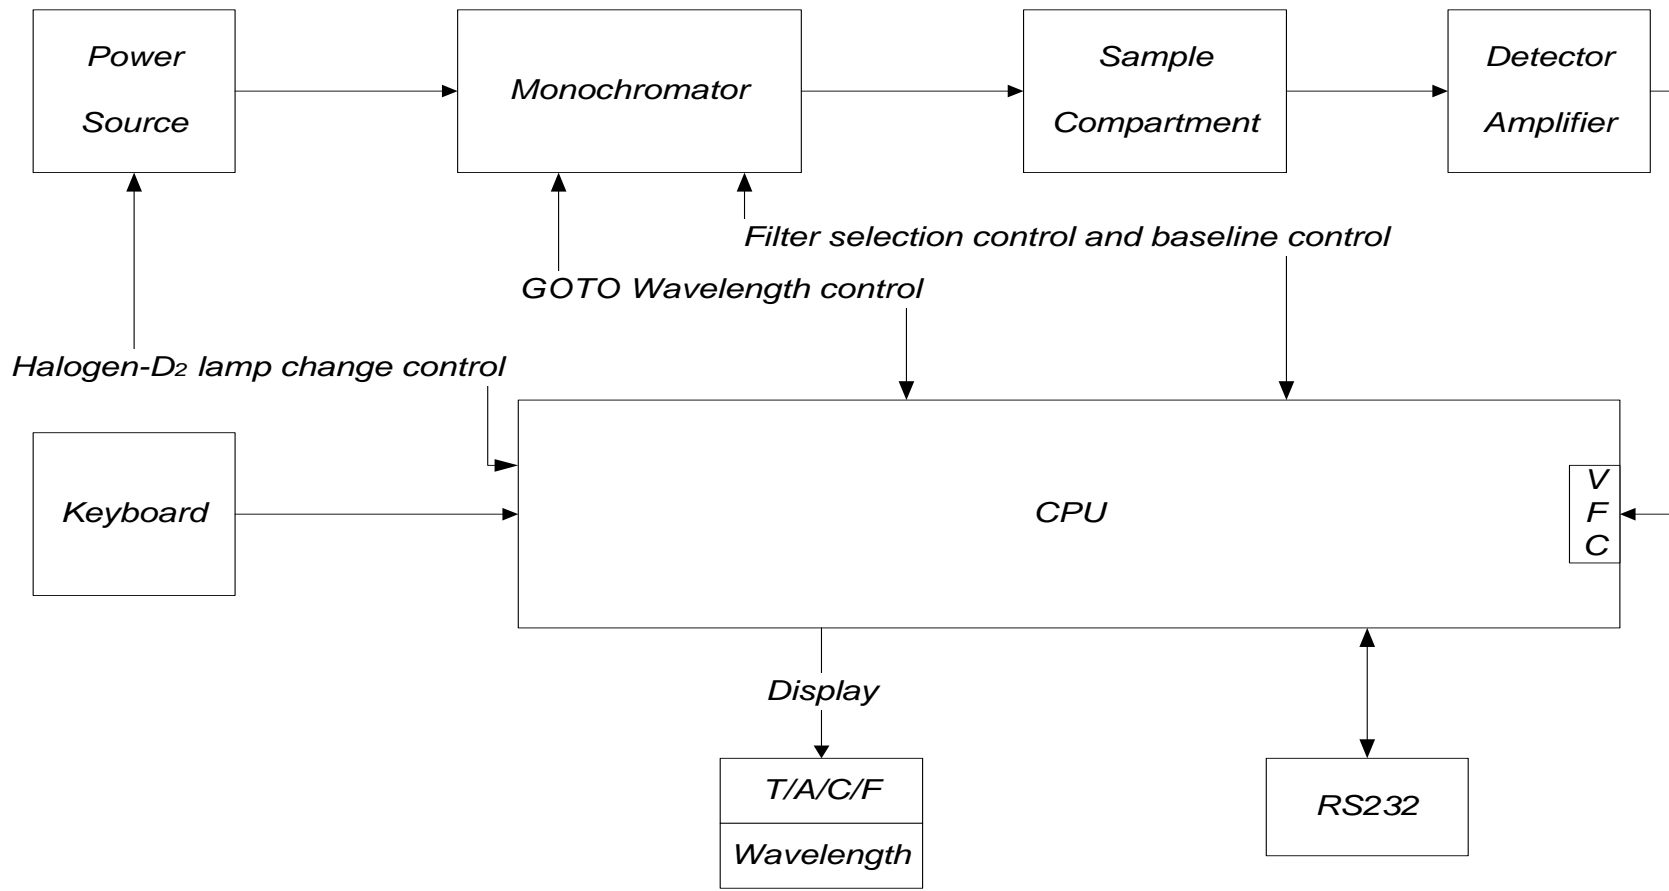 Power
Source
Monochromator
Sample
Compartment
Detector
Amplifier
Filter selection control and baseline control
GOTO Wavelength control
Halogen-D2 lamp change control
Keyboard
CPU
V
F
C
Display
T/A/C/F
Wavelength
RS232